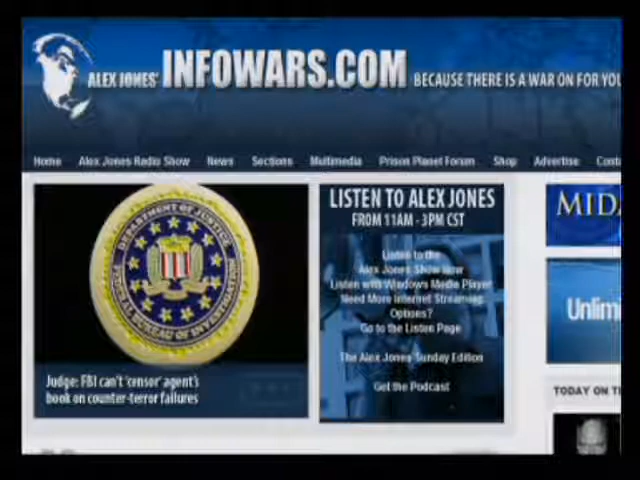 ALEX JONES' INFOWARS.COM BECAUSE THERE IS A WAR ON FOR YOU
Home Alex Jones Radio Show News Sections Multimedia Prison Planet Forum Shop Advertise Cont
DEPARTMENT OF JUSTICE
FEDERAL BUREAU OF INVESTIGATION
Judge: FBI can't 'censor' agent's
book on counter-terror failures
LISTEN TO ALEX JONES
FROM 11AM - 3PM CST
Listen to the
Alex Jones Show Now
Listen with Windows Media Player
Need More Internet Streaming
Options?
Go to the Listen Page
The Alex Jones Sunday Edition
Get the Podcast
MIDA
Unlim
TODAY ON T